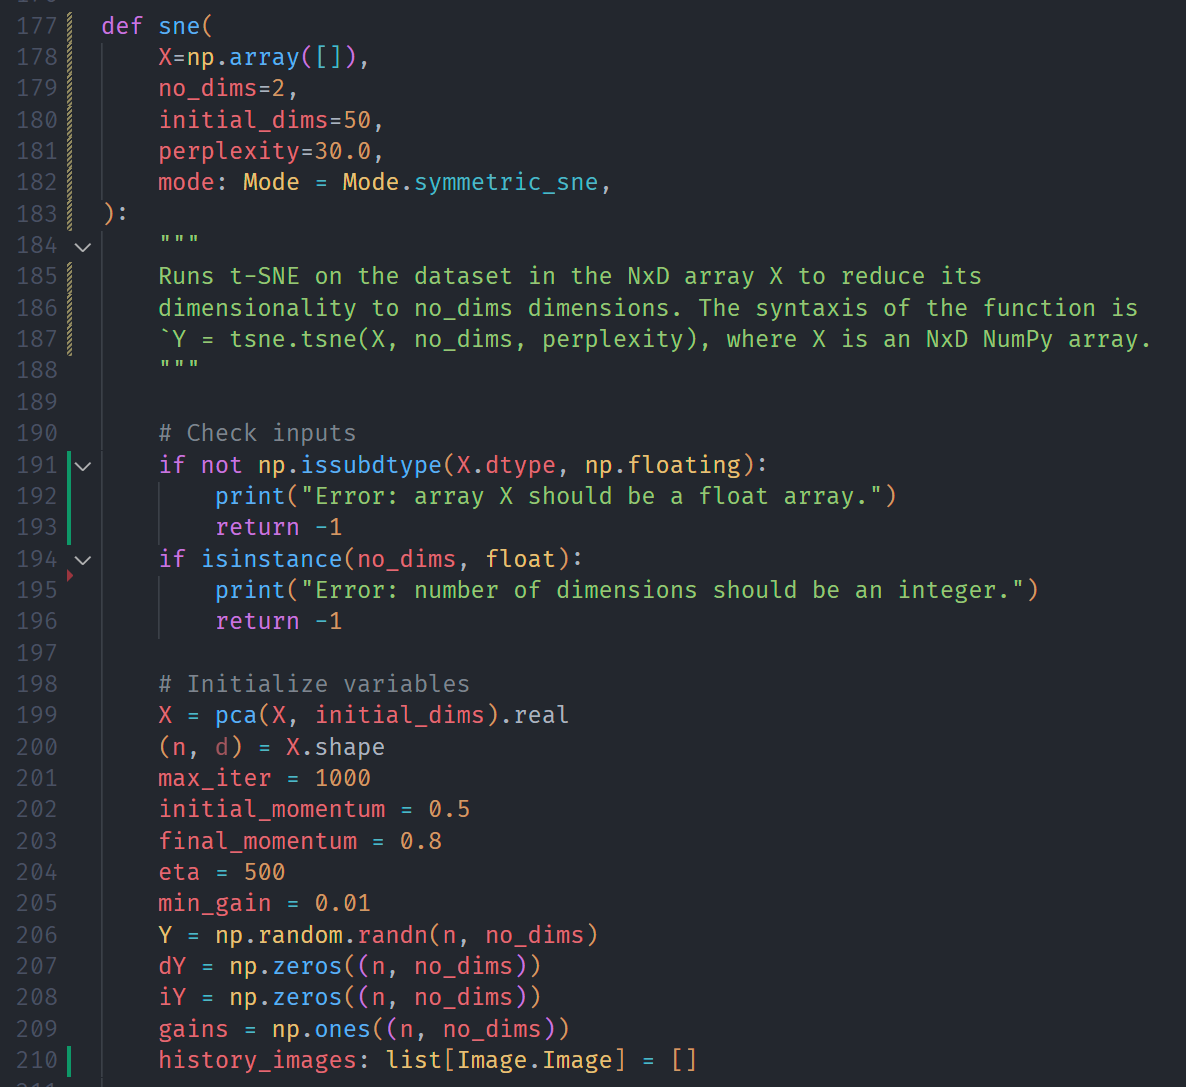 177 def sne(
178     X=np.array([]),
179     no_dims=2,
180     initial_dims=50,
181     perplexity=30.0,
182     mode: Mode = Mode.symmetric_sne,
183 ):
184     """
185     Runs t-SNE on the dataset in the NxD array X to reduce its
186     dimensionality to no_dims dimensions. The syntaxis of the function is
187     `Y = tsne.tsne(X, no_dims, perplexity), where X is an NxD NumPy array.
188     """
189
190     # Check inputs
191     if not np.issubdtype(X.dtype, np.floating):
192         print("Error: array X should be a float array.")
193         return -1
194     if isinstance(no_dims, float):
195         print("Error: number of dimensions should be an integer.")
196         return -1
197
198     # Initialize variables
199     X = pca(X, initial_dims).real
200     (n, d) = X.shape
201     max_iter = 1000
202     initial_momentum = 0.5
203     final_momentum = 0.8
204     eta = 500
205     min_gain = 0.01
206     Y = np.random.randn(n, no_dims)
207     dY = np.zeros((n, no_dims))
208     iY = np.zeros((n, no_dims))
209     gains = np.ones((n, no_dims))
210     history_images: list[Image.Image] = []